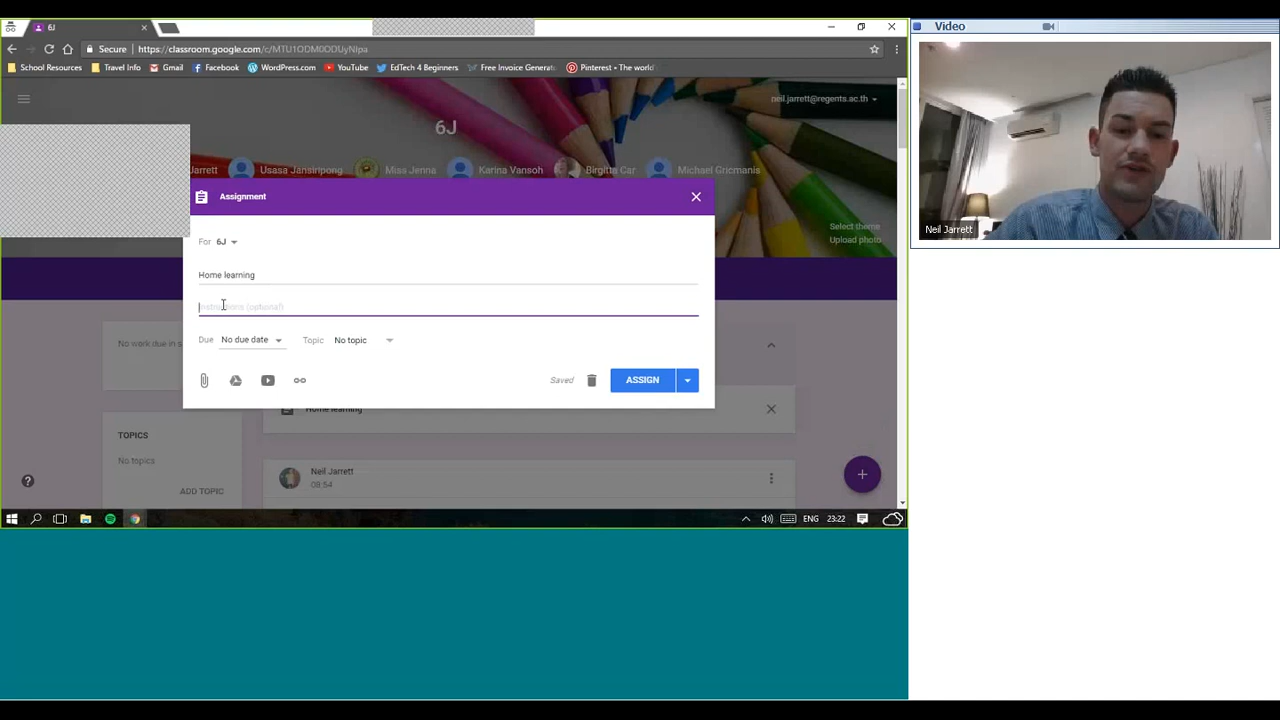 6J
Video
Secure https://classroom.google.com/c/MTU1ODM0ODUyNlpa
School Resources Travel Info Gmail Facebook WordPress.com YouTube EdTech 4 Beginners Free Invoice Generat Pinterest • The world
neil.jarrett@regents.ac.th
6J
Jarrett Usasa Jansiripong Miss Jenna Karina Vansoh Birgitta Car Michael Gricmanis
Assignment
Select theme
Upload photo
Neil Jarrett
For 6J
Home learning
Instructions (optional)
Due No due date Topic No topic
No work due in s
Saved ASSIGN
Home learning
TOPICS
No topics
Neil Jarrett
08:54
ADD TOPIC
ENG 23:22